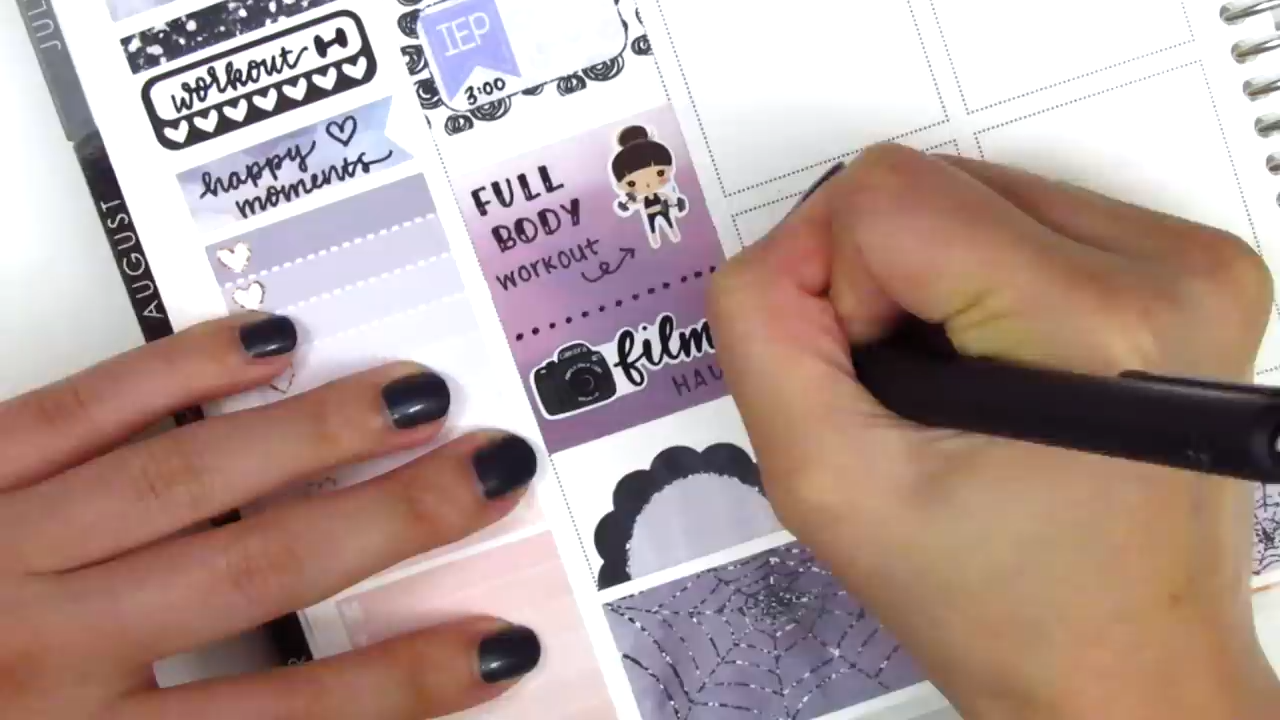 JUL
AUGUST
workout
happy
moments
IEP
3:00
FULL
BODY
workout
film
HAU